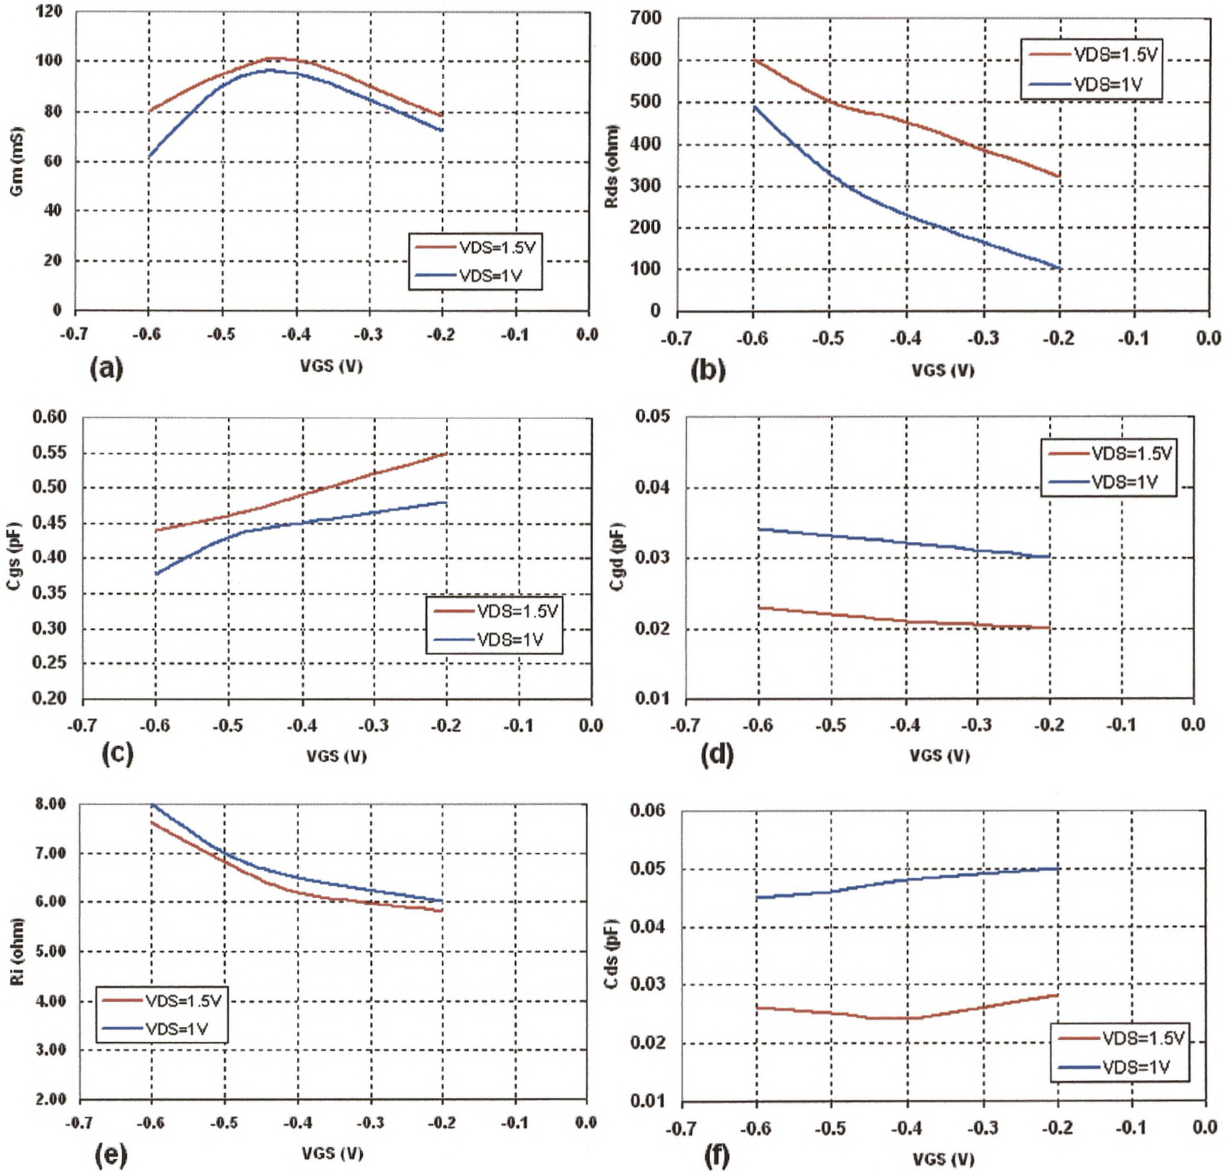 120
100
80
60
40
20
0
Gm (mS)
VDS=1.5V
VDS=1V
-0.7 -0.6 -0.5 -0.4 -0.3 -0.2 -0.1 0.0
VGS (V)
(a)
700
600
500
400
300
200
100
0
Rds (ohm)
VDS=1.5V
VDS=1V
-0.7 -0.6 -0.5 -0.4 -0.3 -0.2 -0.1 0.0
VGS (V)
(b)
0.60
0.55
0.50
0.45
0.40
0.35
0.30
0.25
0.20
Cgs (pF)
VDS=1.5V
VDS=1V
-0.7 -0.6 -0.5 -0.4 -0.3 -0.2 -0.1 0.0
VGS (V)
(c)
0.05
0.04
0.03
0.02
0.01
Cgd (pF)
VDS=1.5V
VDS=1V
-0.7 -0.6 -0.5 -0.4 -0.3 -0.2 -0.1 0.0
VGS (V)
(d)
8.00
7.00
6.00
5.00
4.00
3.00
2.00
Ri (ohm)
VDS=1.5V
VDS=1V
-0.7 -0.6 -0.5 -0.4 -0.3 -0.2 -0.1 0.0
VGS (V)
(e)
0.06
0.05
0.04
0.03
0.02
0.01
Cds (pF)
VDS=1.5V
VDS=1V
-0.7 -0.6 -0.5 -0.4 -0.3 -0.2 -0.1 0.0
VGS (V)
(f)